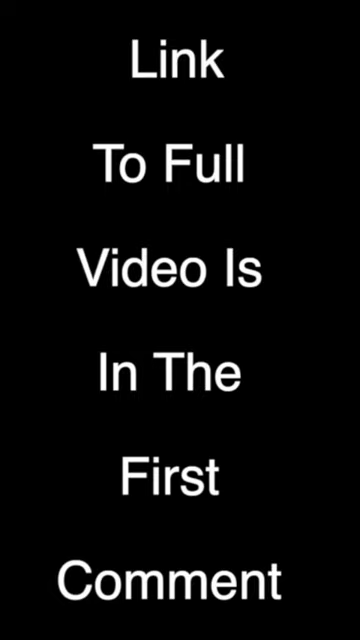 Link
To Full
Video Is
In The
First
Comment